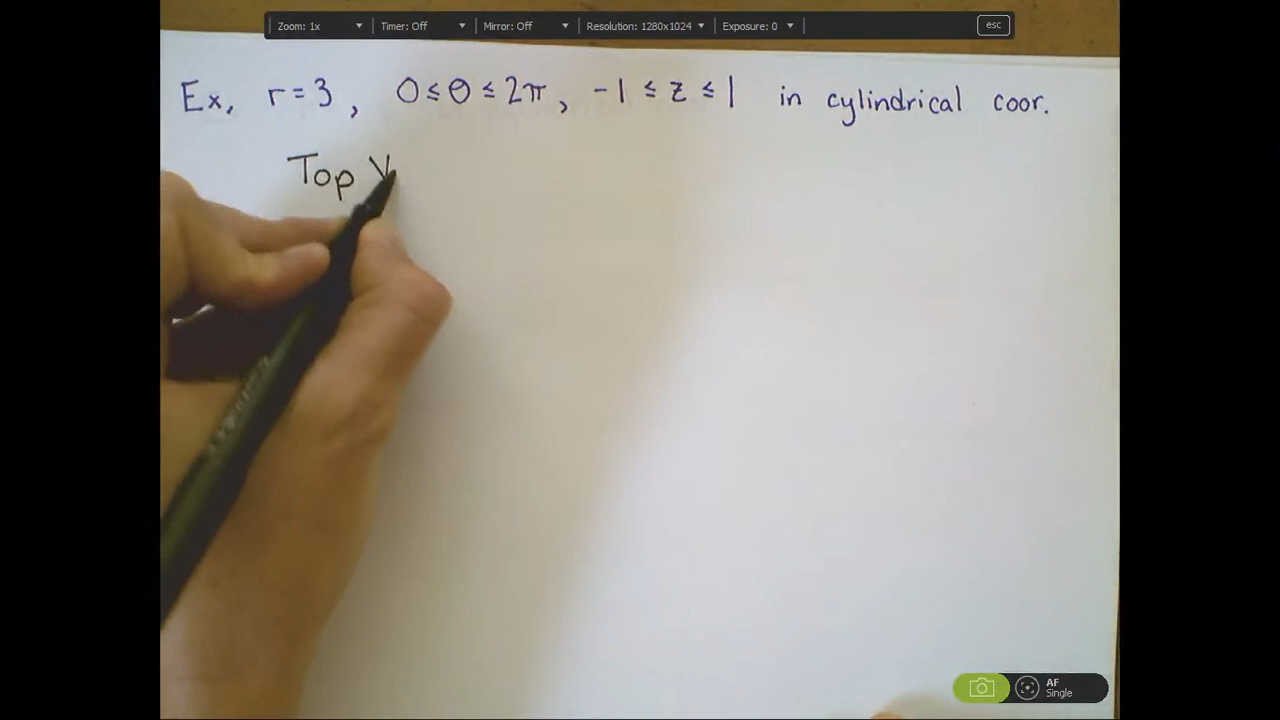 Zoom: 1x Timer: Off Mirror: Off Resolution: 1280x1024 Exposure: 0 esc
Ex. r=3, 0≤θ≤2π, -1≤z≤1 in cylindrical coor.
Top V
AF
Single